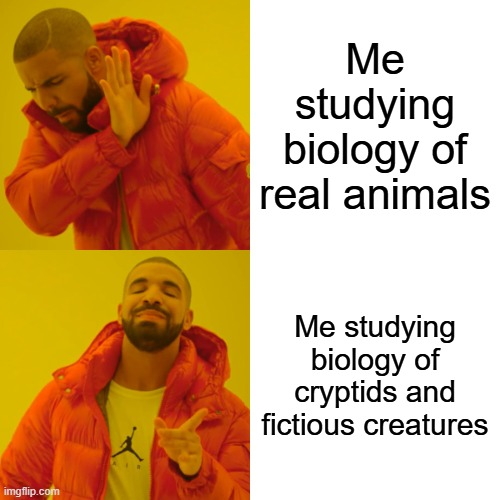 Me
studying
biology of
real animals
Me studying
biology of
cryptids and
fictious creatures
imgflip.com